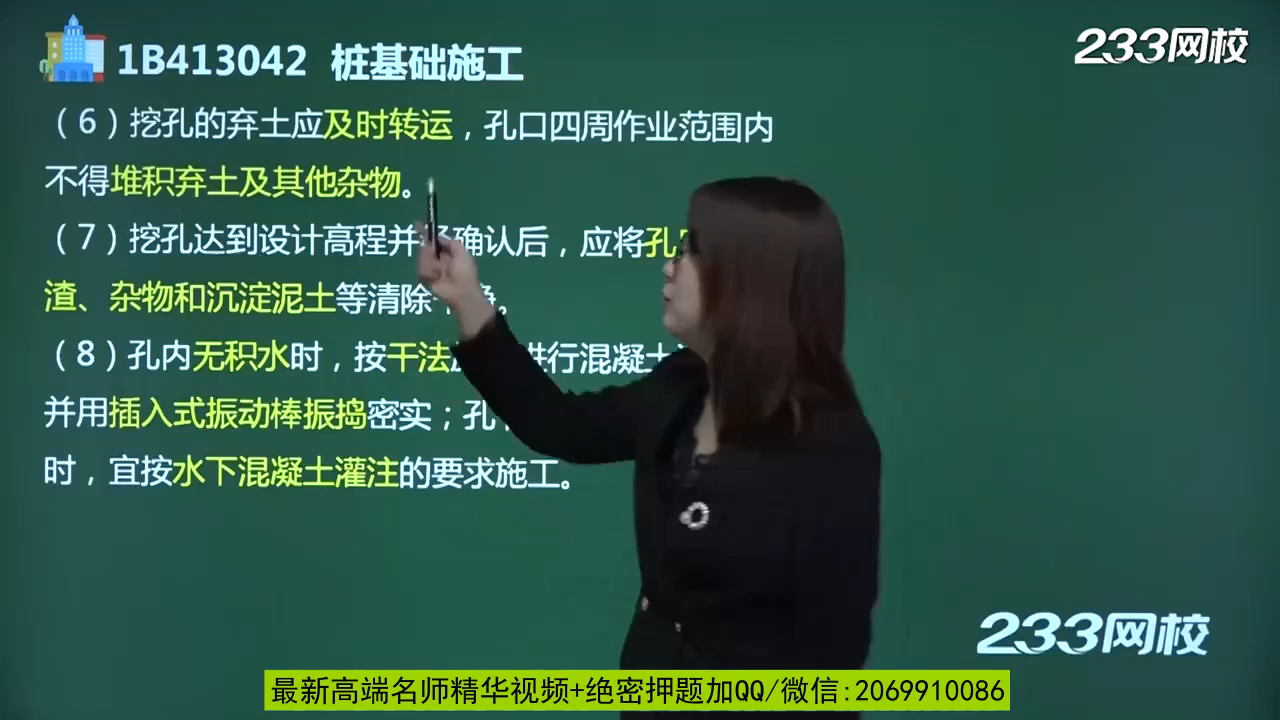 1B413042 桩基础施工
233网校
（6）挖孔的弃土应及时转运，孔口四周作业范围内
不得堆积弃土及其他杂物。
（7）挖孔达到设计高程并 确认后，应将孔
渣、杂物和沉淀泥土等清除 。
（8）孔内无积水时，按干法 进行混凝土
并用插入式振动棒振捣密实；孔
时，宜按水下混凝土灌注的要求施工。
233网校
最新高端名师精华视频+绝密押题加QQ/微信:2069910086